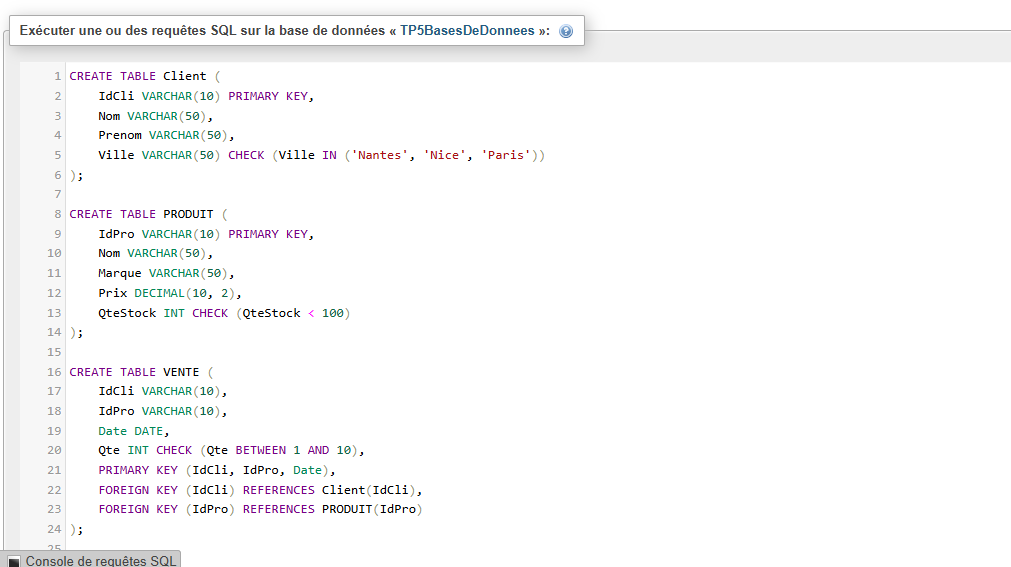 Exécuter une ou des requêtes SQL sur la base de données « TP5BasesDeDonnees »:
1 CREATE TABLE Client (
2 IdCli VARCHAR(10) PRIMARY KEY,
3 Nom VARCHAR(50),
4 Prenom VARCHAR(50),
5 Ville VARCHAR(50) CHECK (Ville IN ('Nantes', 'Nice', 'Paris'))
6 );
7
8 CREATE TABLE PRODUIT (
9 IdPro VARCHAR(10) PRIMARY KEY,
10 Nom VARCHAR(50),
11 Marque VARCHAR(50),
12 Prix DECIMAL(10, 2),
13 QteStock INT CHECK (QteStock < 100)
14 );
15
16 CREATE TABLE VENTE (
17 IdCli VARCHAR(10),
18 IdPro VARCHAR(10),
19 Date DATE,
20 Qte INT CHECK (Qte BETWEEN 1 AND 10),
21 PRIMARY KEY (IdCli, IdPro, Date),
22 FOREIGN KEY (IdCli) REFERENCES Client(IdCli),
23 FOREIGN KEY (IdPro) REFERENCES PRODUIT(IdPro)
24 );
25
Console de requêtes SQL